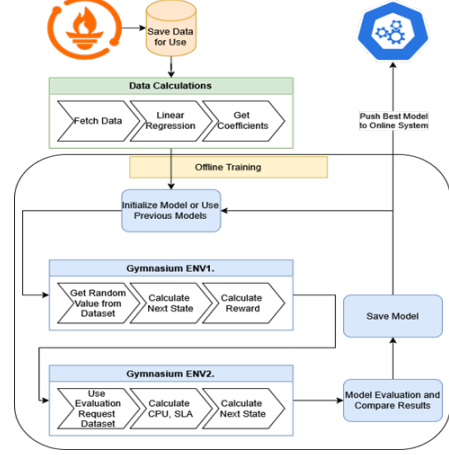 Save Data
for Use
Data Calculations
Fetch Data
Linear
Regression
Get
Coefficients
Push Best Model
to Online System
Offline Training
Initialize Model or Use
Previous Models
Gymnasium ENV1.
Get Random
Value from
Dataset
Calculate
Next State
Calculate
Reward
Save Model
Gymnasium ENV2.
Use
Evaluation
Request
Dataset
Calculate
CPU, SLA
Calculate
Next State
Model Evaluation and
Compare Results